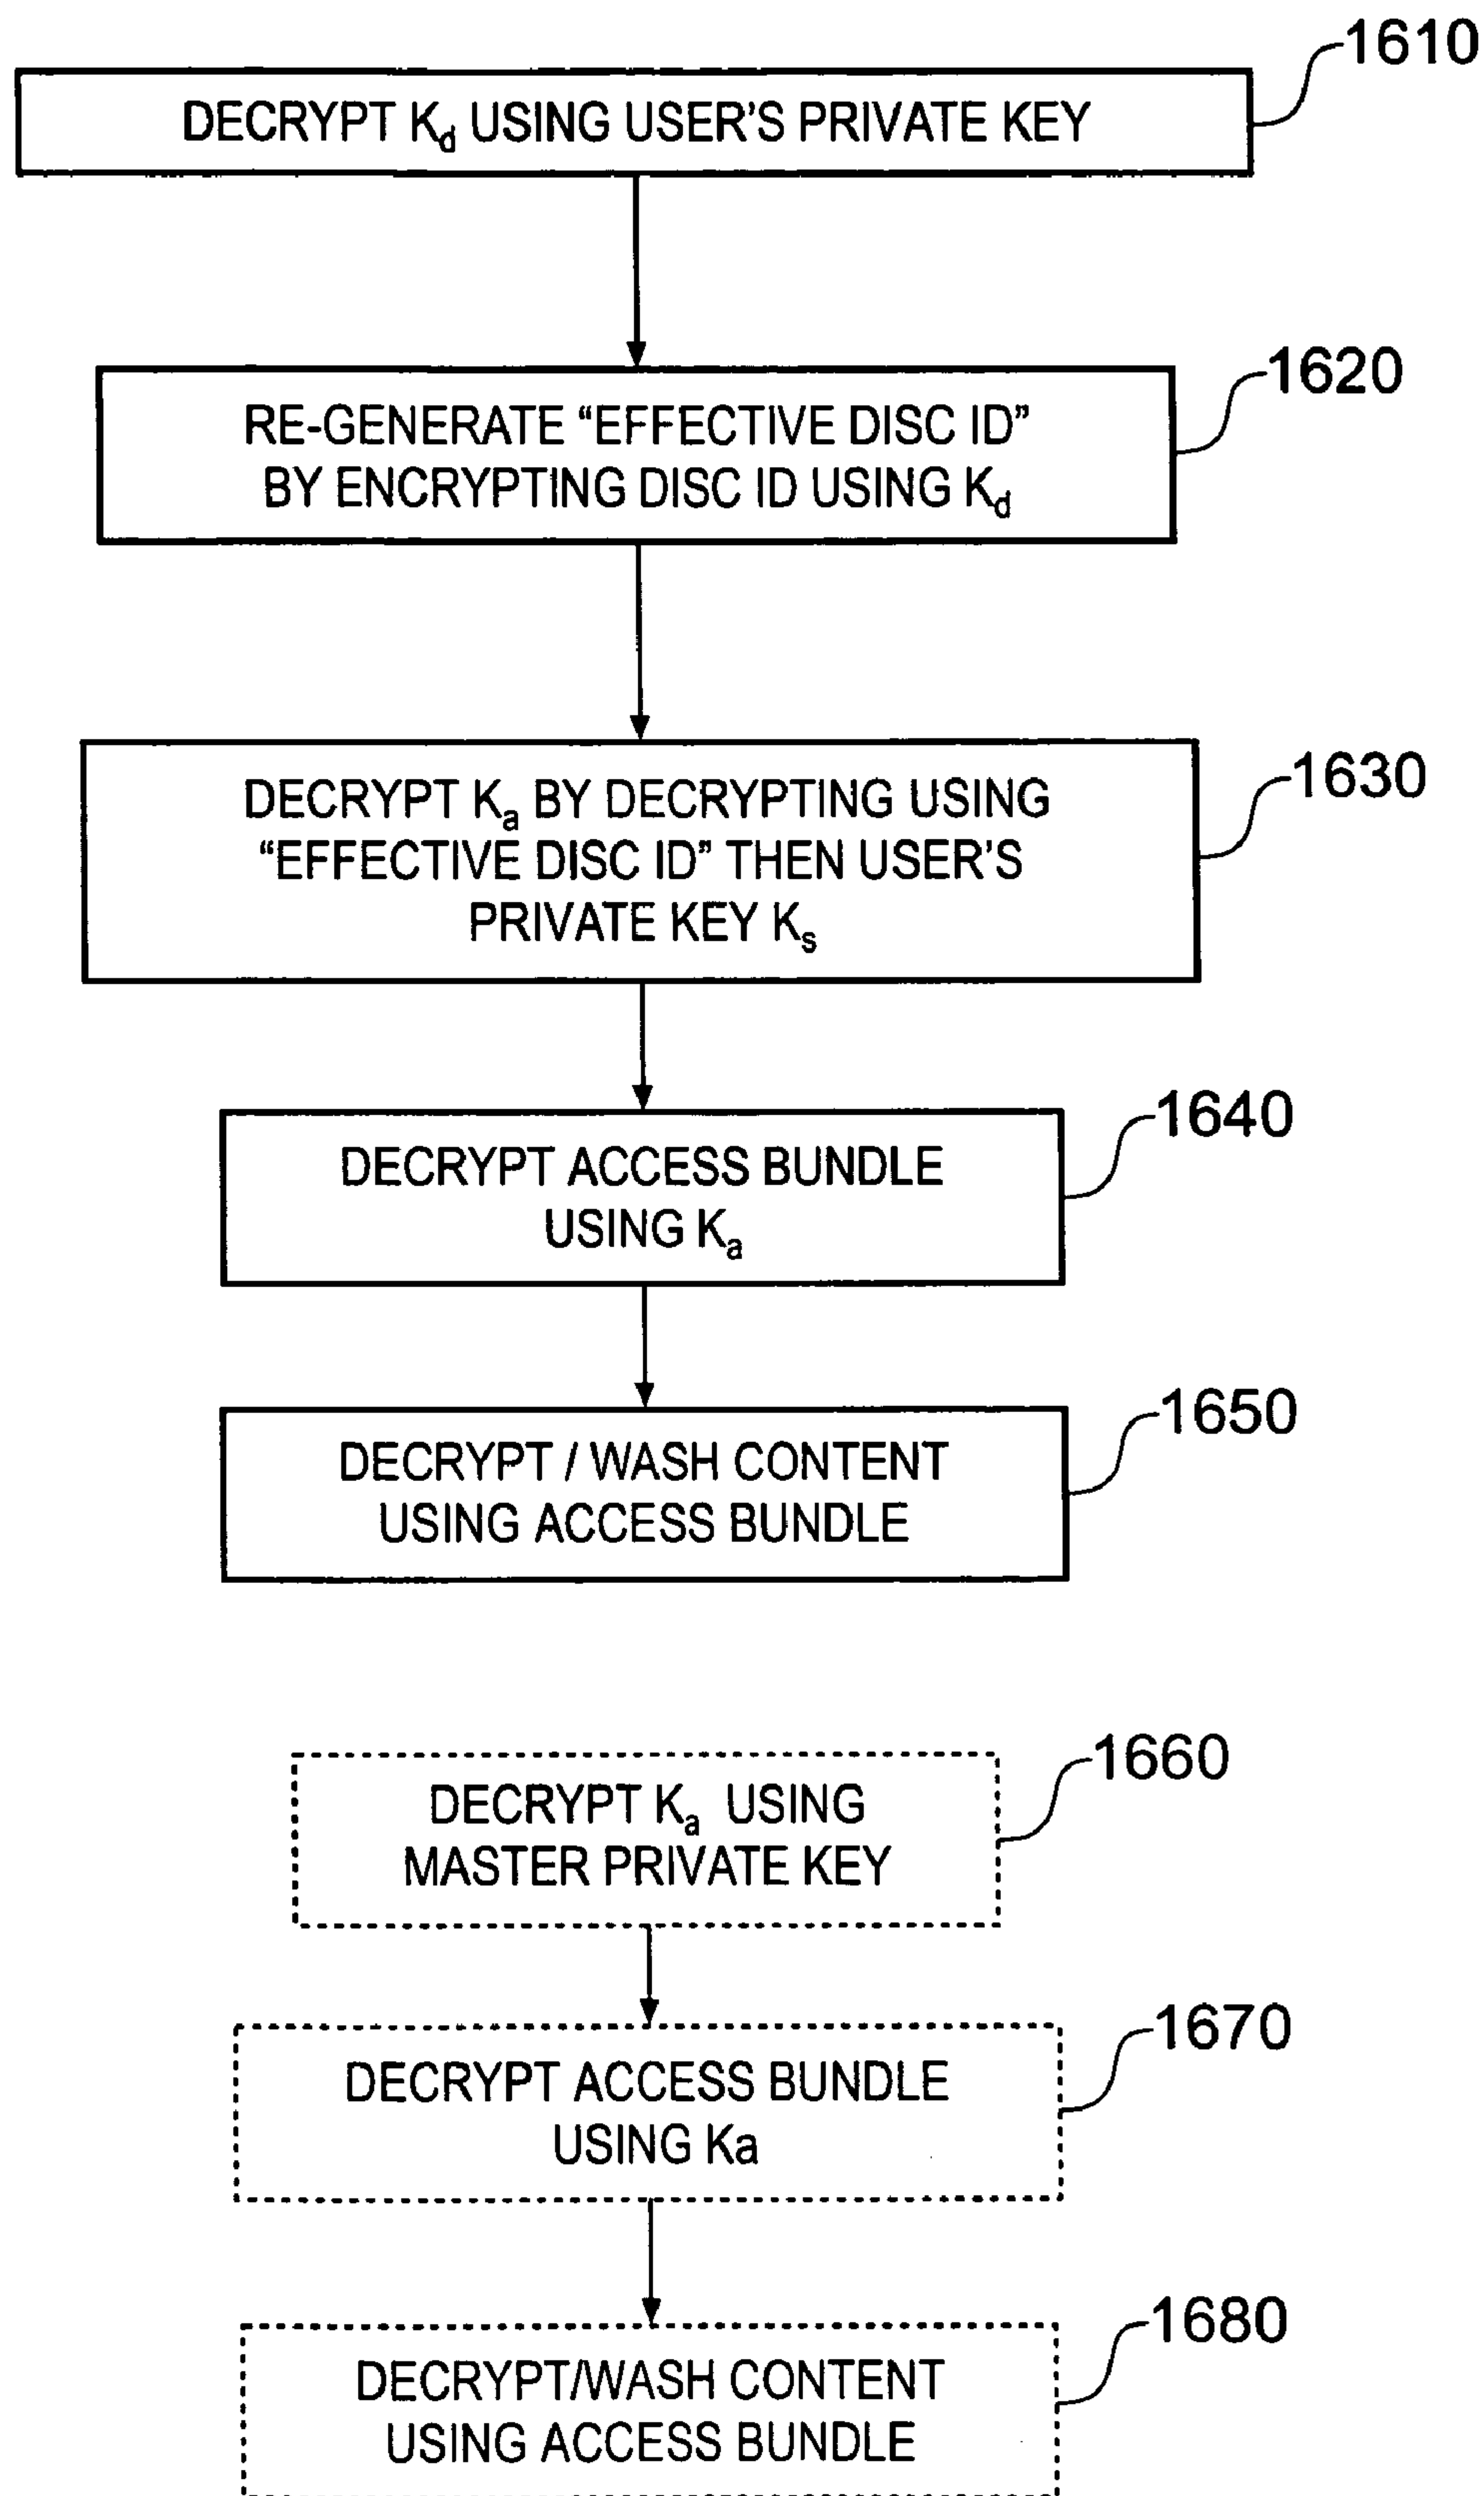 1610
DECRYPT Kd USING USER'S PRIVATE KEY
1620
RE-GENERATE “EFFECTIVE DISC ID”
BY ENCRYPTING DISC ID USING Kd
1630
DECRYPT Ka BY DECRYPTING USING
“EFFECTIVE DISC ID” THEN USER'S
PRIVATE KEY Ks
1640
DECRYPT ACCESS BUNDLE
USING Ka
1650
DECRYPT / WASH CONTENT
USING ACCESS BUNDLE
1660
DECRYPT Ka USING
MASTER PRIVATE KEY
1670
DECRYPT ACCESS BUNDLE
USING Ka
1680
DECRYPT/WASH CONTENT
USING ACCESS BUNDLE